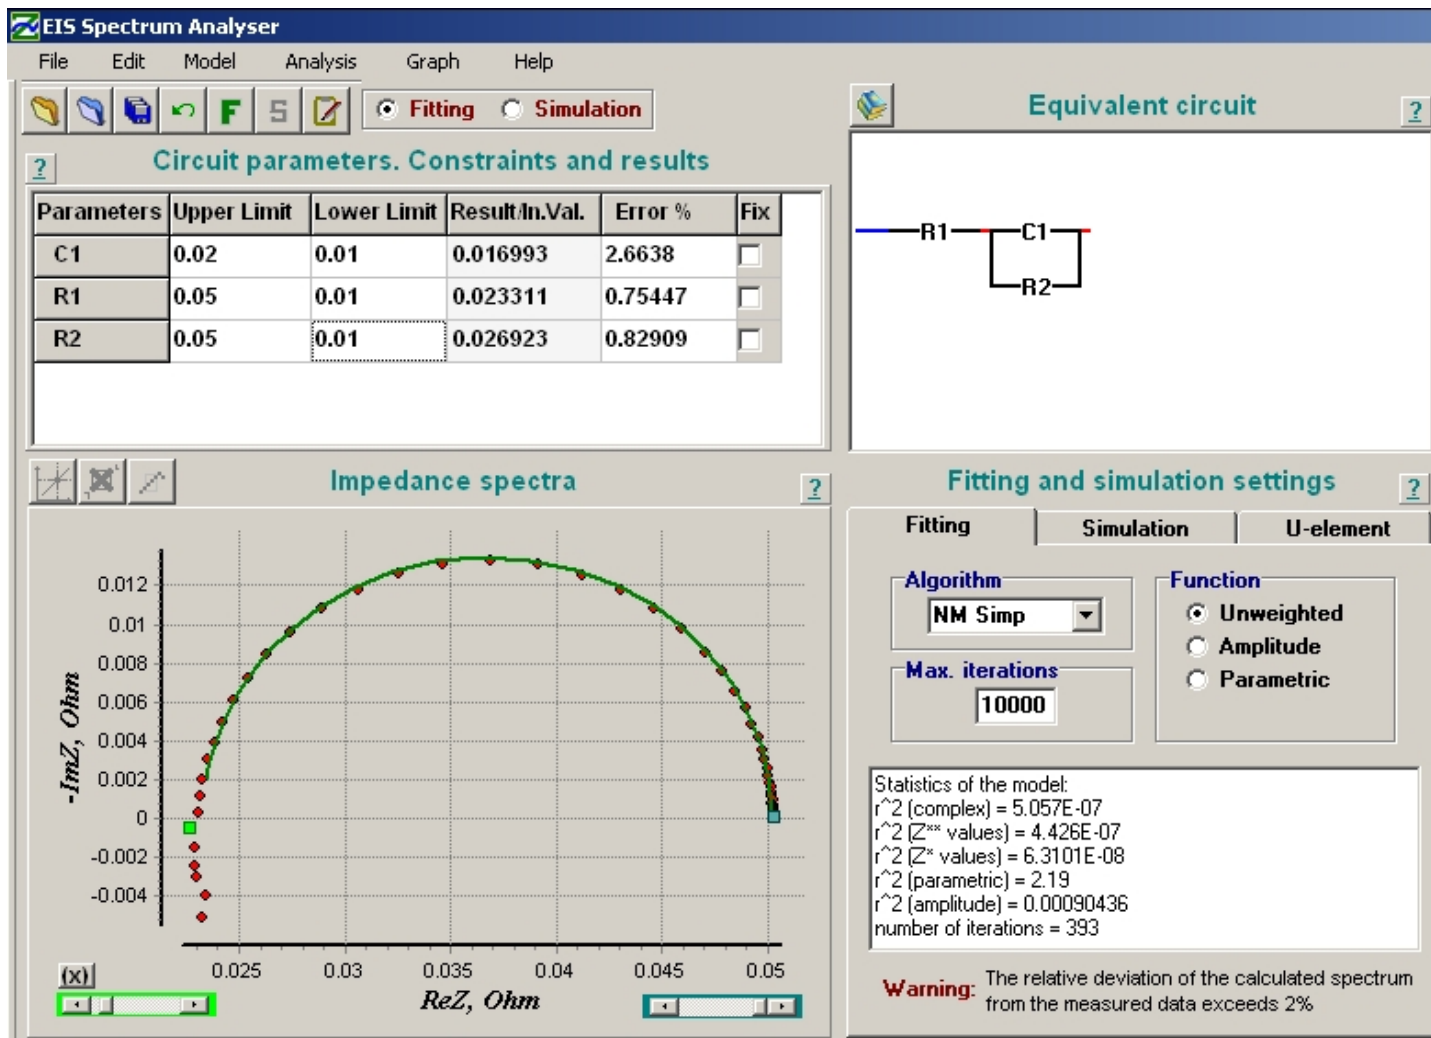 EIS Spectrum Analyser
File Edit Model Analysis Graph Help
F S Fitting Simulation
Circuit parameters. Constraints and results
?
Parameters Upper Limit Lower Limit Result/In.Val. Error % Fix
C1 0.02 0.01 0.016993 2.6638
R1 0.05 0.01 0.023311 0.75447
R2 0.05 0.01 0.026923 0.82909
Equivalent circuit
?
R1 C1
R2
Impedance spectra
?
-ImZ, Ohm
0.012
0.01
0.008
0.006
0.004
0.002
0
-0.002
-0.004
0.025 0.03 0.035 0.04 0.045 0.05
(x)
ReZ, Ohm
Fitting and simulation settings
?
Fitting Simulation U-element
Algorithm
NM Simp
Max. iterations
10000
Function
Unweighted
Amplitude
Parametric
Statistics of the model:
r^2 (complex) = 5.057E-07
r^2 (Z** values) = 4.426E-07
r^2 (Z* values) = 6.3101E-08
r^2 (parametric) = 2.19
r^2 (amplitude) = 0.00090436
number of iterations = 393
Warning: The relative deviation of the calculated spectrum
from the measured data exceeds 2%